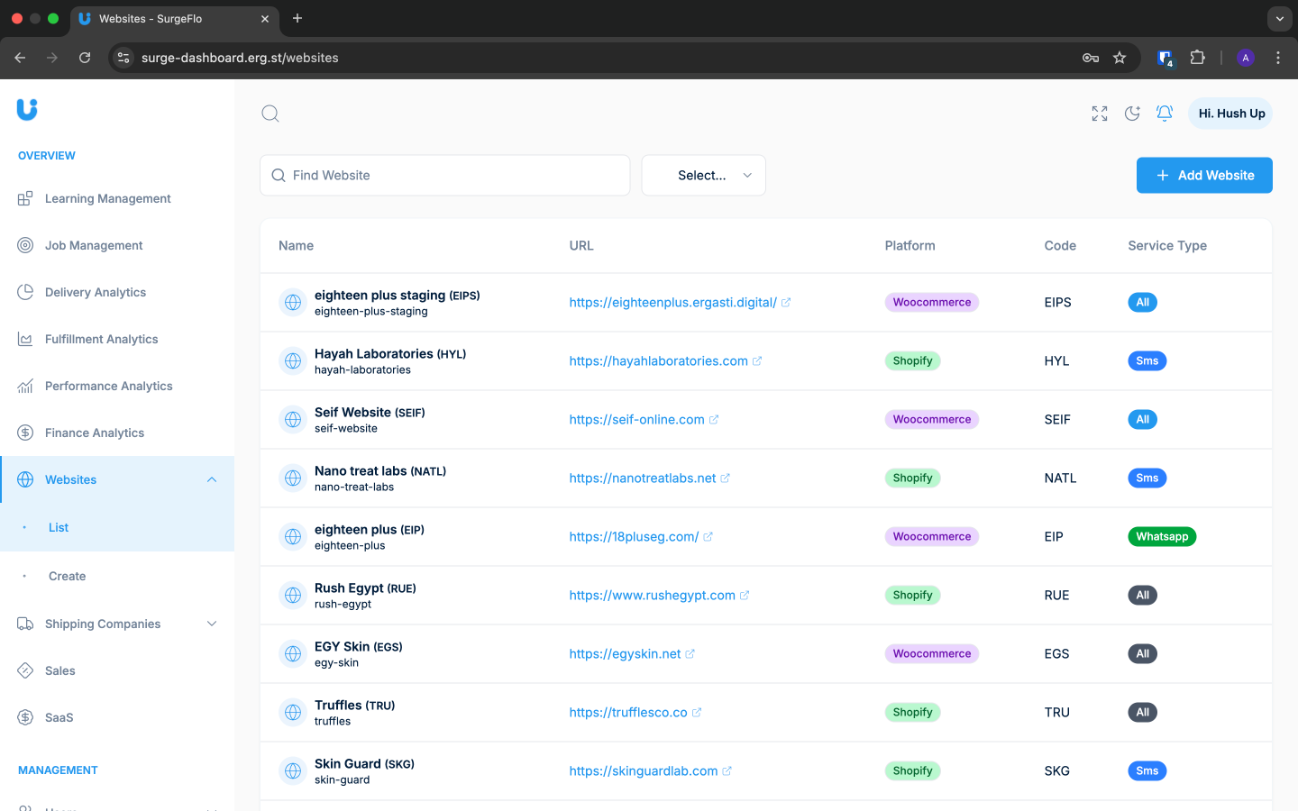 Websites - SurgeFlo
surge-dashboard.erg.st/websites
4
A
Hi. Hush Up
OVERVIEW
Learning Management
Job Management
Delivery Analytics
Fulfillment Analytics
Performance Analytics
Finance Analytics
Websites
List
Create
Shipping Companies
Sales
SaaS
MANAGEMENT
Find Website
Select...
Add Website
Name URL Platform Code Service Type
eighteen plus staging (EIPS)
eighteen-plus-staging
https://eighteenplus.ergasti.digital/ Woocommerce EIPS All
Hayah Laboratories (HYL)
hayah-laboratories
https://hayahlaboratories.com Shopify HYL Sms
Seif Website (SEIF)
seif-website
https://seif-online.com Woocommerce SEIF All
Nano treat labs (NATL)
nano-treat-labs
https://nanotreatlabs.net Shopify NATL Sms
eighteen plus (EIP)
eighteen-plus
https://18pluseg.com/ Woocommerce EIP Whatsapp
Rush Egypt (RUE)
rush-egypt
https://www.rushegypt.com Shopify RUE All
EGY Skin (EGS)
egy-skin
https://egyskin.net Woocommerce EGS All
Truffles (TRU)
truffles
https://trufflesco.co Shopify TRU All
Skin Guard (SKG)
skin-guard
https://skinguardlab.com Shopify SKG Sms